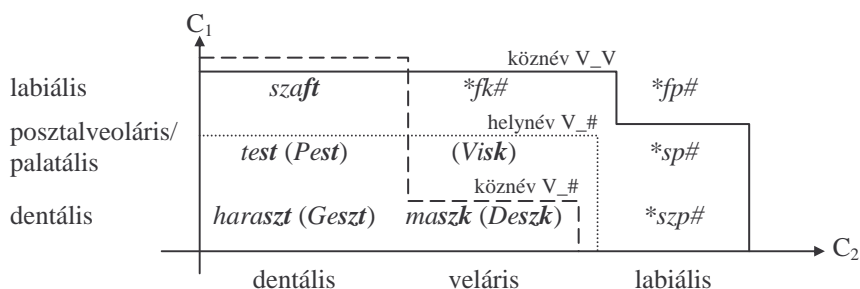 C1
köznév V_V
labiális szaft *fk# *fp#
helynév V_#
posztalveoláris/
palatális test (Pest) (Visk) *sp#
köznév V_#
dentális haraszt (Geszt) maszk (Deszk) *szp#
C2
dentális veláris labiális